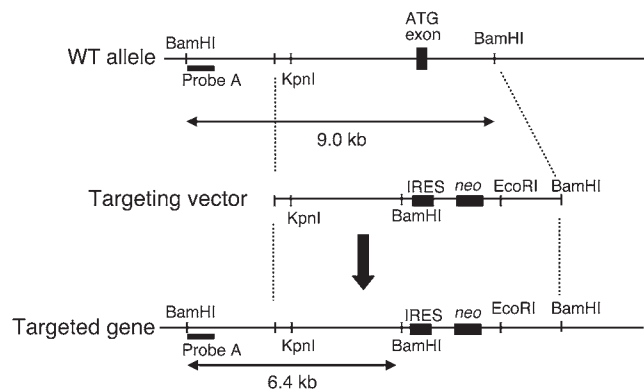 ATG
exon
BamHI
BamHI
WT allele
KpnI
Probe A
9.0 kb
IRES
neo
EcoRI
BamHI
Targeting vector
KpnI
BamHI
BamHI
IRES
neo
EcoRI
BamHI
Targeted gene
Probe A
KpnI
BamHI
6.4 kb